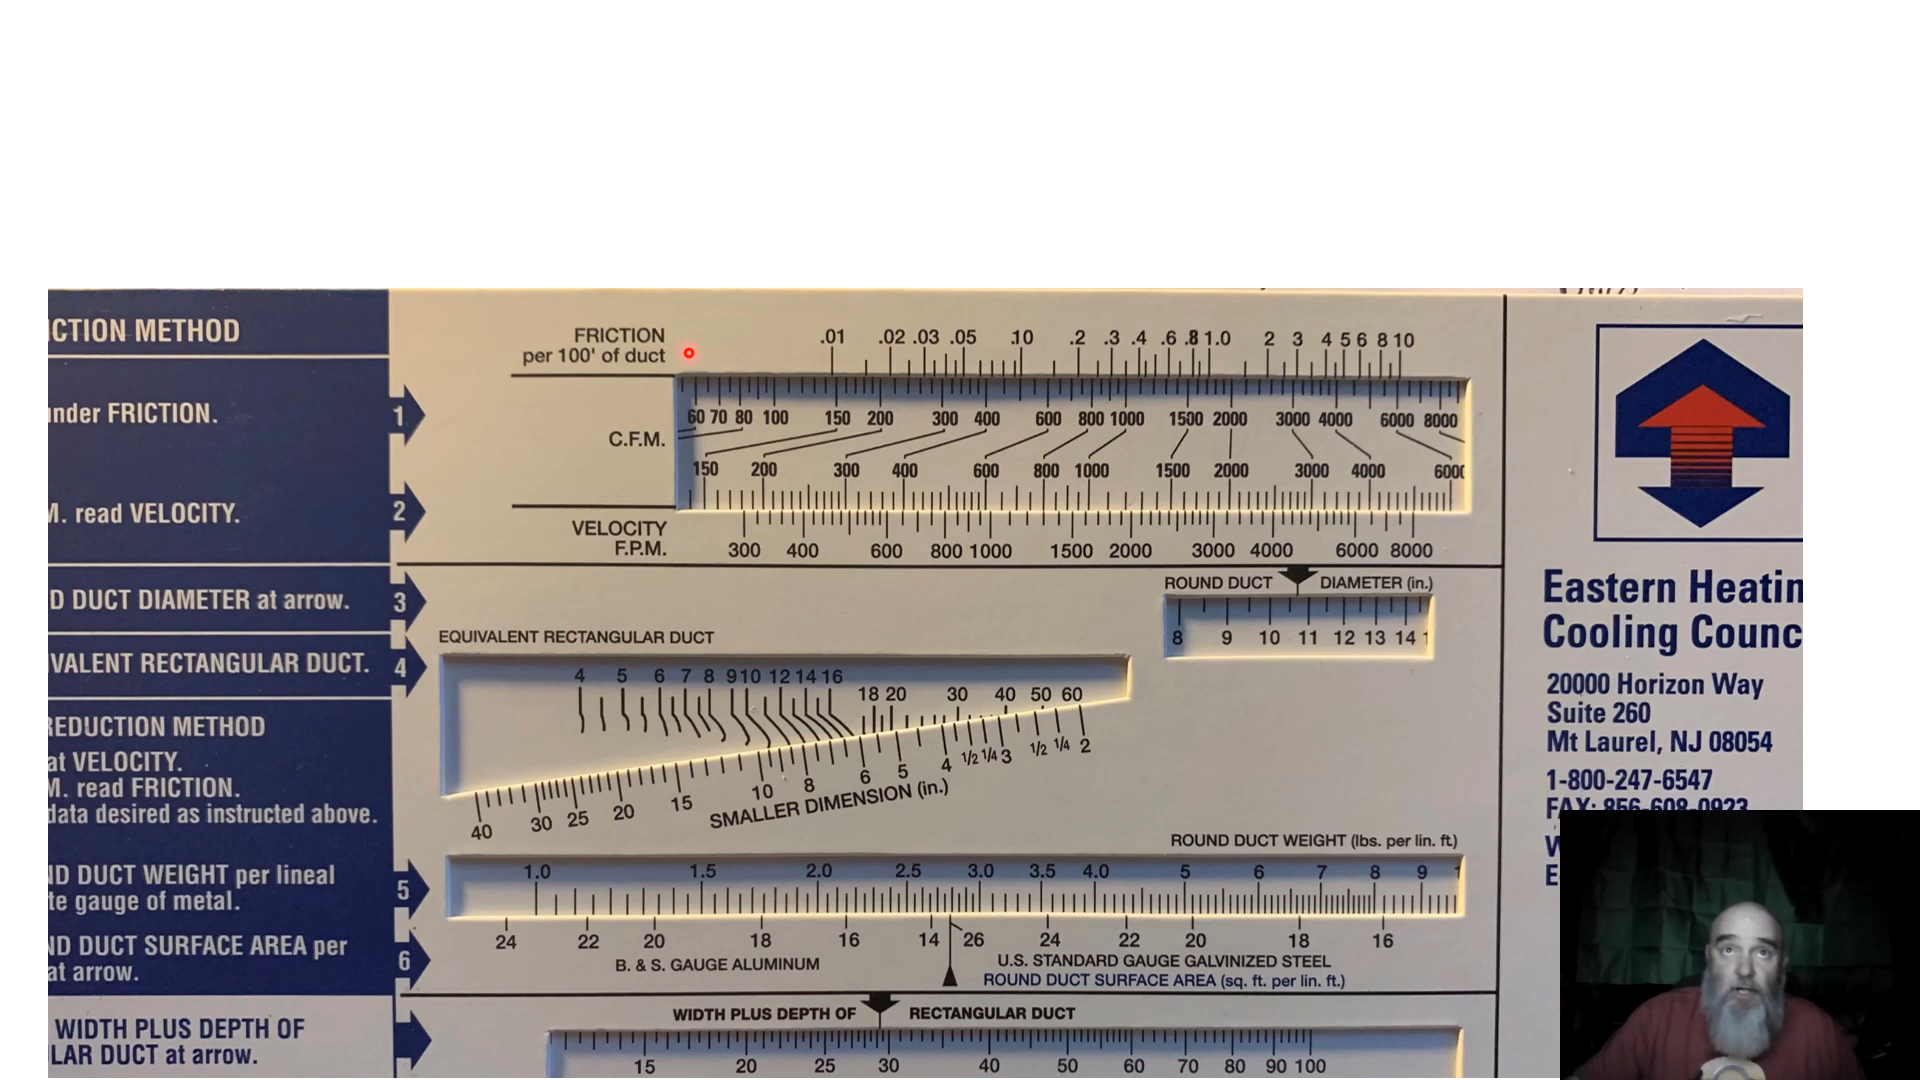 CTION METHOD
FRICTION
per 100' of duct
.01 .02 .03 .05 .10 .2 .3 .4 .6 .8 1.0 2 3 4 5 6 8 10
under FRICTION.
1
60 70 80 100 150 200 300 400 600 800 1000 1500 2000 3000 4000 6000 8000
C.F.M.
150 200 300 400 600 800 1000 1500 2000 3000 4000 6000
M. read VELOCITY.
2
VELOCITY
F.P.M.
300 400 600 800 1000 1500 2000 3000 4000 6000 8000
D DUCT DIAMETER at arrow.
3
ROUND DUCT DIAMETER (in.)
8 9 10 11 12 13 14 1
VALENT RECTANGULAR DUCT.
4
EQUIVALENT RECTANGULAR DUCT
4 5 6 7 8 9 10 12 14 16 18 20 30 40 50 60
40 30 25 20 15 10 8 6 5 4 1/2 1/4 3 1/2 1/4 2
SMALLER DIMENSION (in.)
REDUCTION METHOD
at VELOCITY.
M. read FRICTION.
data desired as instructed above.
ROUND DUCT WEIGHT (lbs. per lin. ft.)
ND DUCT WEIGHT per lineal
te gauge of metal.
5
1.0 1.5 2.0 2.5 3.0 3.5 4.0 5 6 7 8 9 1
24 22 20 18 16 14 26 24 22 20 18 16
B. & S. GAUGE ALUMINUM
U.S. STANDARD GAUGE GALVINIZED STEEL
ND DUCT SURFACE AREA per
at arrow.
6
ROUND DUCT SURFACE AREA (sq. ft. per lin. ft.)
WIDTH PLUS DEPTH OF
LAR DUCT at arrow.
WIDTH PLUS DEPTH OF RECTANGULAR DUCT
15 20 25 30 40 50 60 70 80 90 100
Eastern Heatin
Cooling Counc
20000 Horizon Way
Suite 260
Mt Laurel, NJ 08054
1-800-247-6547
FAX: 856-608-0923